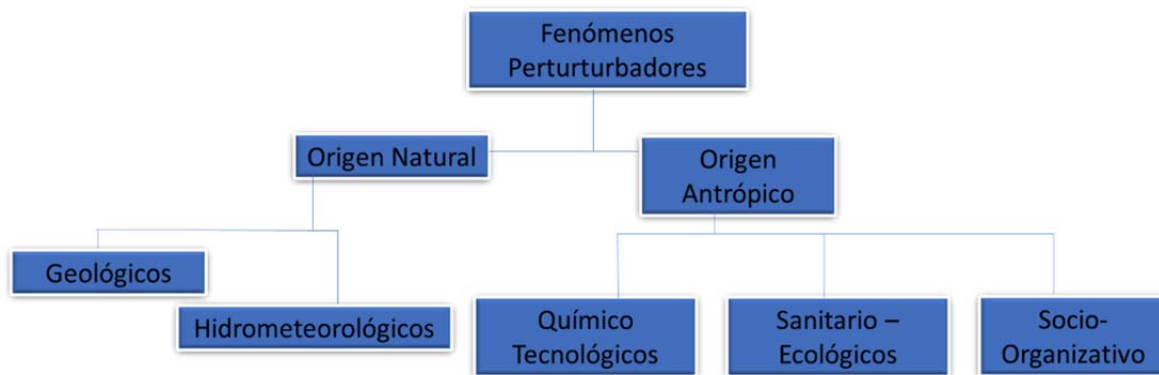 Fenómenos
Perturturbadores
Origen Natural
Origen
Antrópico
Geológicos
Hidrometeorológicos
Químico
Tecnológicos
Sanitario –
Ecológicos
Socio-
Organizativo